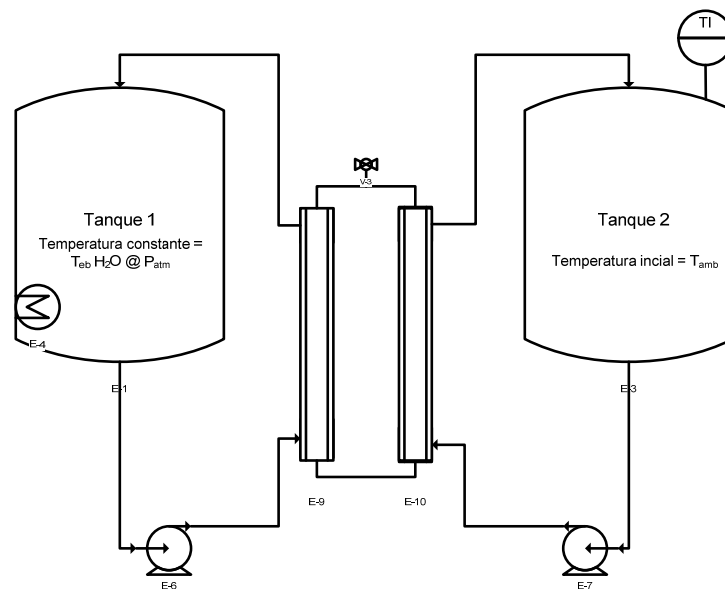 TI
V-3
Tanque 1
Temperatura constante =
Teb H2O @ Patm
Tanque 2
Temperatura incial = Tamb
E-4
E-1
E-3
E-9
E-10
E-6
E-7